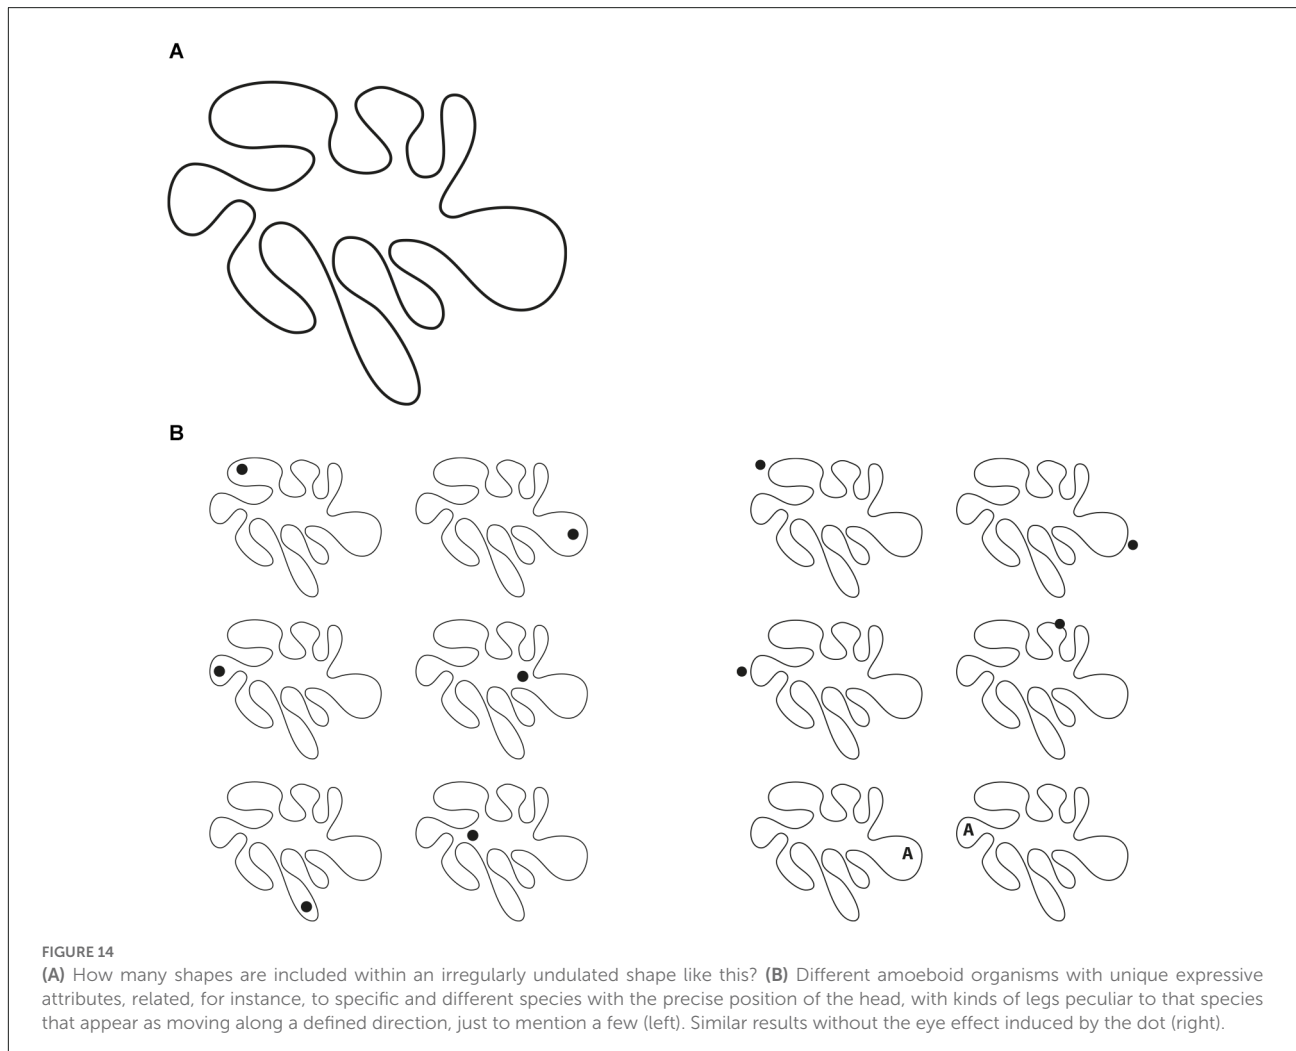 A
B
A
A
FIGURE 14
(A) How many shapes are included within an irregularly undulated shape like this? (B) Different amoeboid organisms with unique expressive
attributes, related, for instance, to specific and different species with the precise position of the head, with kinds of legs peculiar to that species
that appear as moving along a defined direction, just to mention a few (left). Similar results without the eye effect induced by the dot (right).